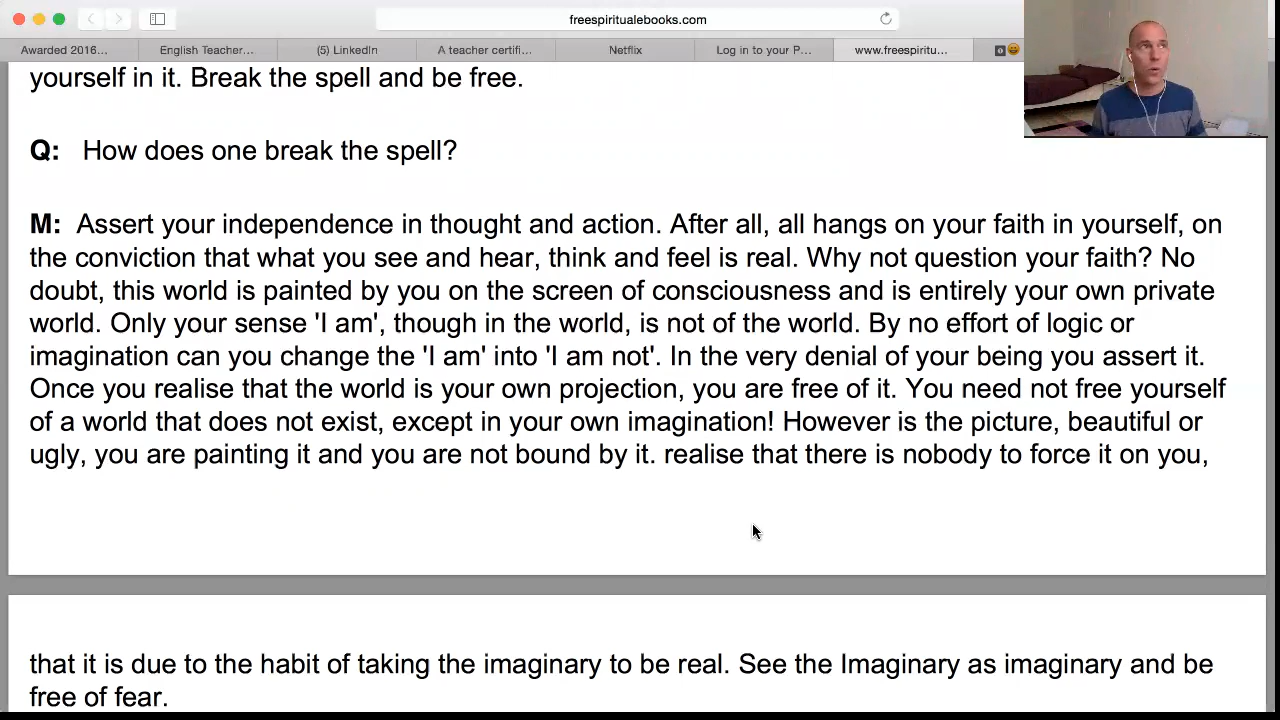 freespiritualebooks.com
Awarded 2016...
English Teacher...
(5) LinkedIn
A teacher certifi...
Netflix
Log in to your P...
www.freespiritu...
yourself in it. Break the spell and be free.
Q: How does one break the spell?
M: Assert your independence in thought and action. After all, all hangs on your faith in yourself, on
the conviction that what you see and hear, think and feel is real. Why not question your faith? No
doubt, this world is painted by you on the screen of consciousness and is entirely your own private
world. Only your sense 'I am', though in the world, is not of the world. By no effort of logic or
imagination can you change the 'I am' into 'I am not'. In the very denial of your being you assert it.
Once you realise that the world is your own projection, you are free of it. You need not free yourself
of a world that does not exist, except in your own imagination! However is the picture, beautiful or
ugly, you are painting it and you are not bound by it. realise that there is nobody to force it on you,
that it is due to the habit of taking the imaginary to be real. See the Imaginary as imaginary and be
free of fear.